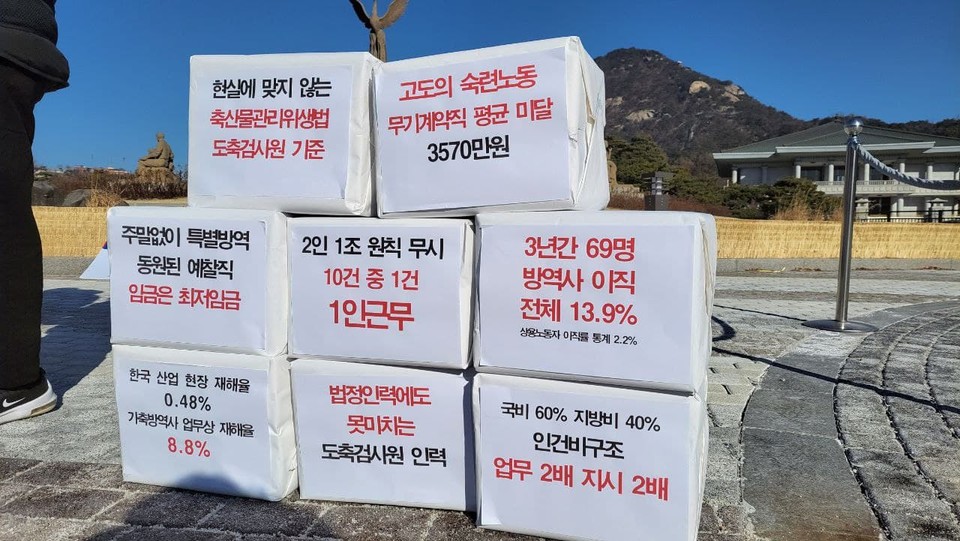 현실에 맞지 않는
축산물관리위생법
도축검사원 기준
고도의 숙련노동
무기계약직 평균 미달
3570만원
주말없이 특별방역
동원된 예찰직
임금은 최저임금
2인 1조 원칙 무시
10건 중 1건
1인근무
3년간 69명
방역사 이직
전체 13.9%
상용노동자 이직률 통계 2.2%
한국 산업 현장 재해율
0.48%
가축방역사 업무상 재해율
8.8%
법정인력에도
못미치는
도축검사원 인력
국비 60% 지방비 40%
인건비구조
업무 2배 지시 2배